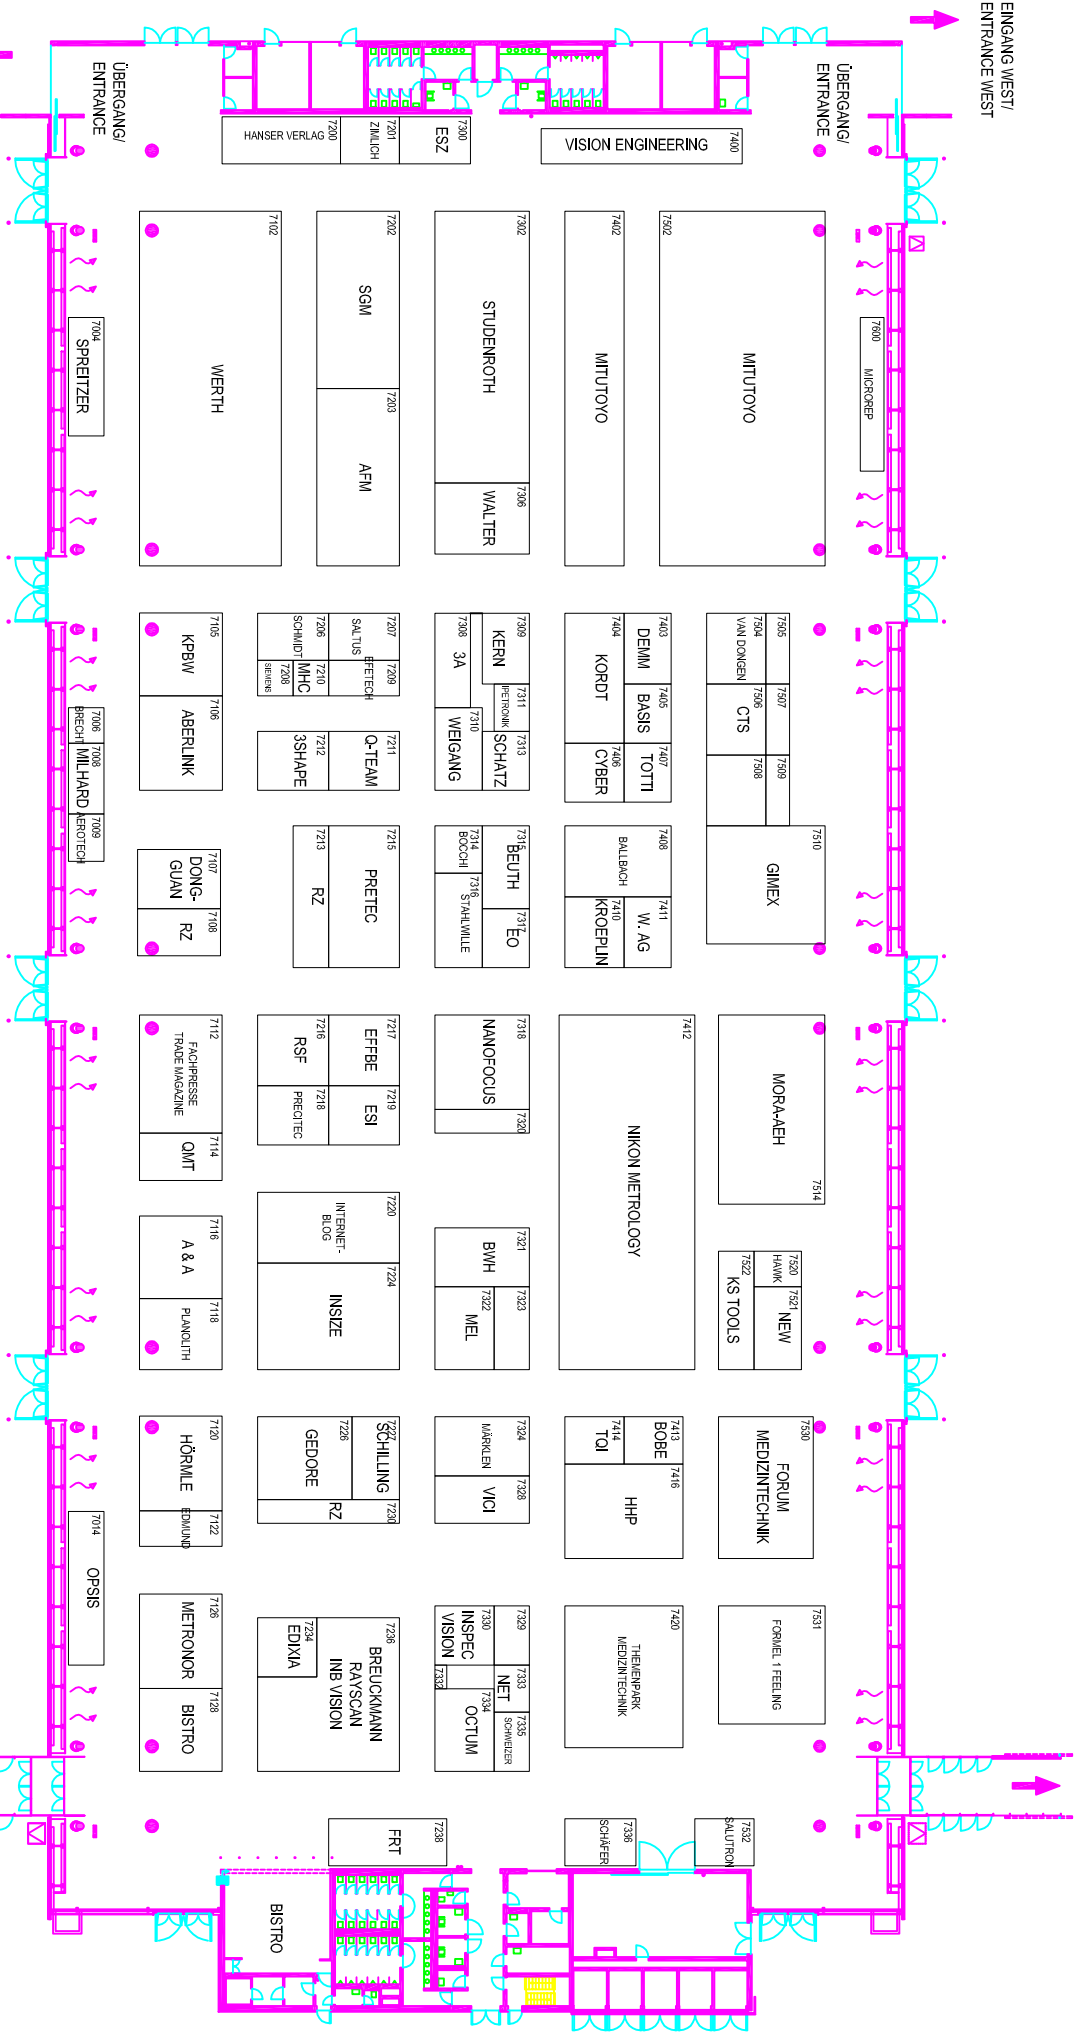 EINGANG WEST/
ENTRANCE WEST
ÜBERGANG/
ENTRANCE
ÜBERGANG/
ENTRANCE
7200
HANSER VERLAG
7201
ZIMLICH
7300
ESZ
7400
VISION ENGINEERING
7102
WERTH
7202
SGM
7203
AFM
7302
STUDENROTH
7306
WALTER
7402
MITUTOYO
7502
MITUTOYO
7600
MICROREP
7004
SPREITZER
7105
KPBW
7106
ABERLINK
7006
BRECHT
7008
MILHARD
7009
AEROTECH
7107
DONG-
GUAN
7108
RZ
7206
SCHMIDT
7207
SALTUS
7208
SIEMENS
7210
MHC
7209
EFETECH
7212
3SHAPE
7211
Q-TEAM
7213
RZ
7215
PRETEC
7308
3A
7309
KERN
7311
IPETRONIK
7310
WEIGANG
7313
SCHATZ
7314
BOCCHI
7315
BEUTH
7316
STAHLWILLE
7317
EO
7403
DEMM
7404
KORDT
7405
BASIS
7406
CYBER
7407
TOTTI
7408
BALLBACH
7410
KROEPLIN
7411
W. AG
7504
VAN DONGEN
7505
7506
CTS
7507
7508
7509
7510
GIMEX
7112
FACHPRESSE
TRADE MAGAZINE
7114
QMT
7116
A & A
7118
PLANOLITH
7216
RSF
7217
EFFBE
7218
PRECITEC
7219
ESI
7220
INTERNET-
BLOG
7224
INSIZE
7318
NANOFOCUS
7320
7321
BWH
7322
MEL
7323
7412
NIKON METROLOGY
7514
MORA-AEH
7520
HAWK
7521
NEW
7522
KS TOOLS
7120
HÖRMLE
7122
EDMUND
7014
OPSIS
7126
METRONOR
7128
BISTRO
7226
GEDORE
7227
SCHILLING
7230
RZ
7234
EDIXIA
7236
BREUCKMANN
RAYSCAN
INB VISION
7324
MÄRKLEN
7328
VICI
7329
7330
INSPEC
VISION
7332
7333
NET
7334
OCTUM
7335
SCHWEIZER
7413
BOBE
7414
TQI
7416
HHP
7420
THEMENPARK
MEDIZINTECHNIK
7530
FORUM
MEDIZINTECHNIK
7531
FORMEL 1 FEELING
7238
FRT
7336
SCHÄFER
7532
SALUTRON
BISTRO